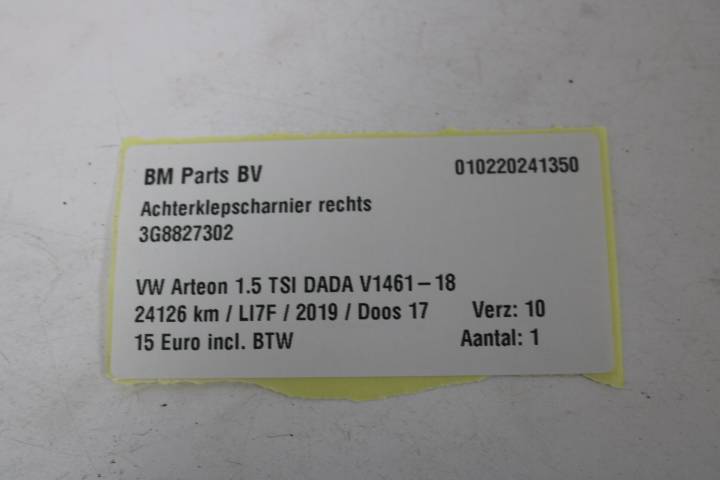 BM Parts BV 010220241350
Achterklepscharnier rechts
3G8827302
VW Arteon 1.5 TSI DADA V1461-18
24126 km / LI7F / 2019 / Doos 17 Verz: 10
15 Euro incl. BTW Aantal: 1